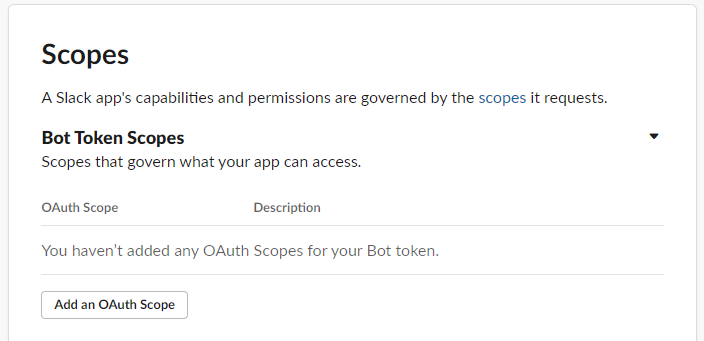 Scopes
A Slack app's capabilities and permissions are governed by the scopes it requests.
Bot Token Scopes
Scopes that govern what your app can access.
OAuth Scope Description
You haven’t added any OAuth Scopes for your Bot token.
Add an OAuth Scope